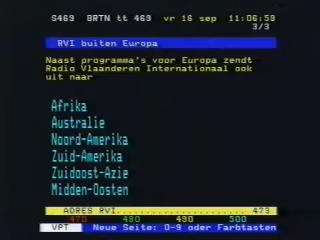 S469 BRTN tt 469 vr 16 sep 11:06:58
3/3
RVI buiten Europa
Naast programma's voor Europa zendt
Radio Vlaanderen Internationaal ook
uit naar
Afrika
Australie
Noord-Amerika
Zuid-Amerika
Zuidoost-Azie
Midden-Oosten
ADRES RVI...................... 473
470 480 490 500
VPT Neue Seite: 0-9 oder Farbtasten